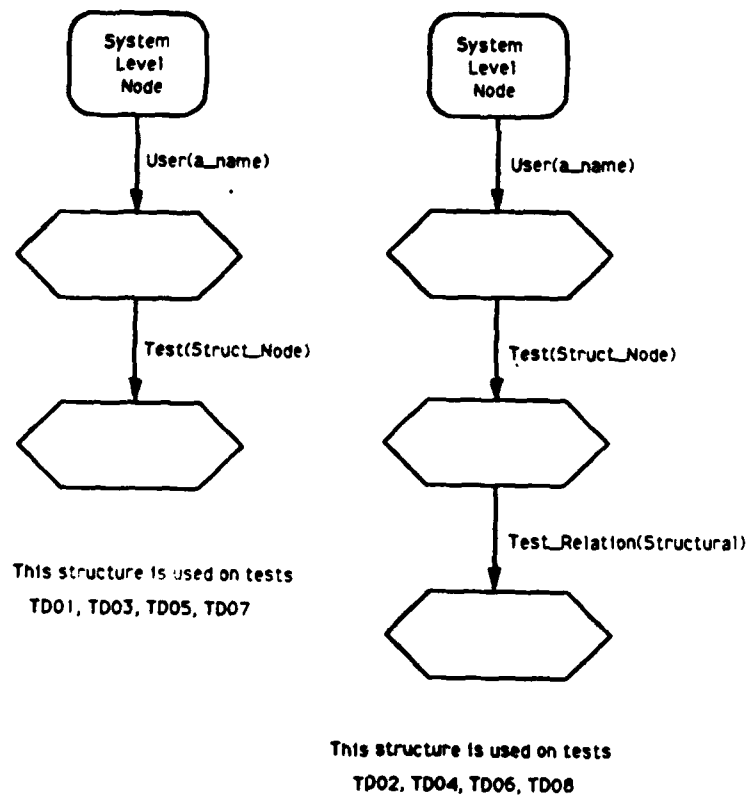 System
Level
Node
User(a_name)
Test(Struct_Node)
This structure is used on tests
TD01, TD03, TD05, TD07
System
Level
Node
User(a_name)
Test(Struct_Node)
Test_Relation(Structural)
This structure is used on tests
TD02, TD04, TD06, TD08